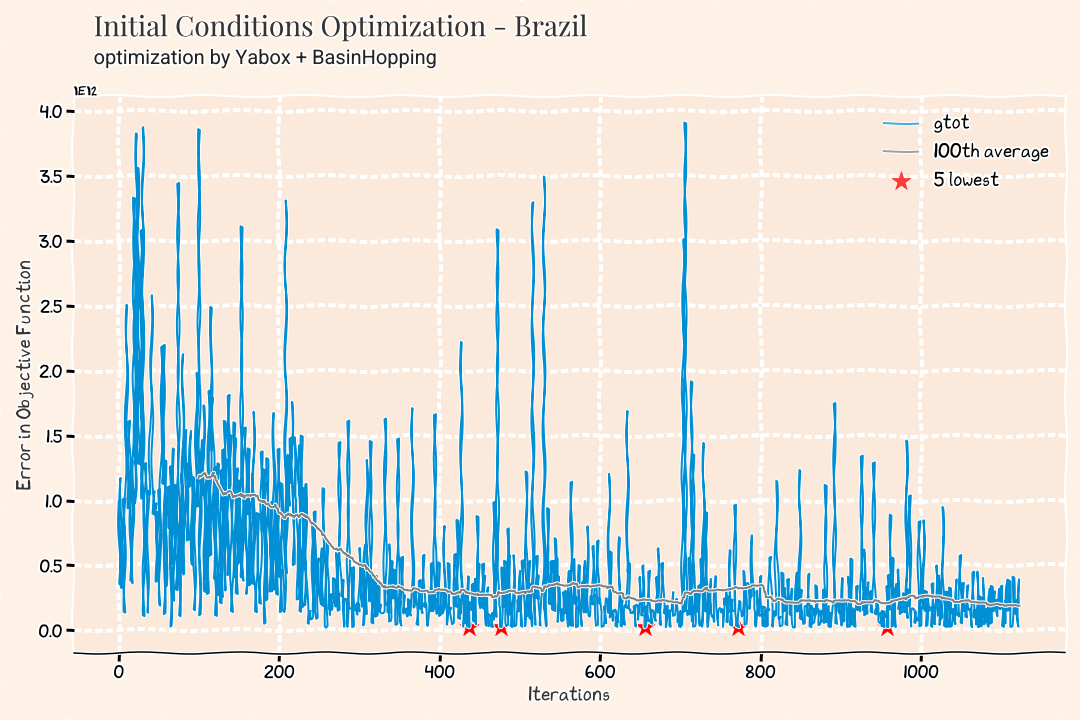 Initial Conditions Optimization - Brazil
optimization by Yabox + BasinHopping
1E12
4.0
3.5
3.0
2.5
2.0
1.5
1.0
0.5
0.0
Error in Objective Function
gtot
100th average
5 lowest
0 200 400 600 800 1000
Iterations